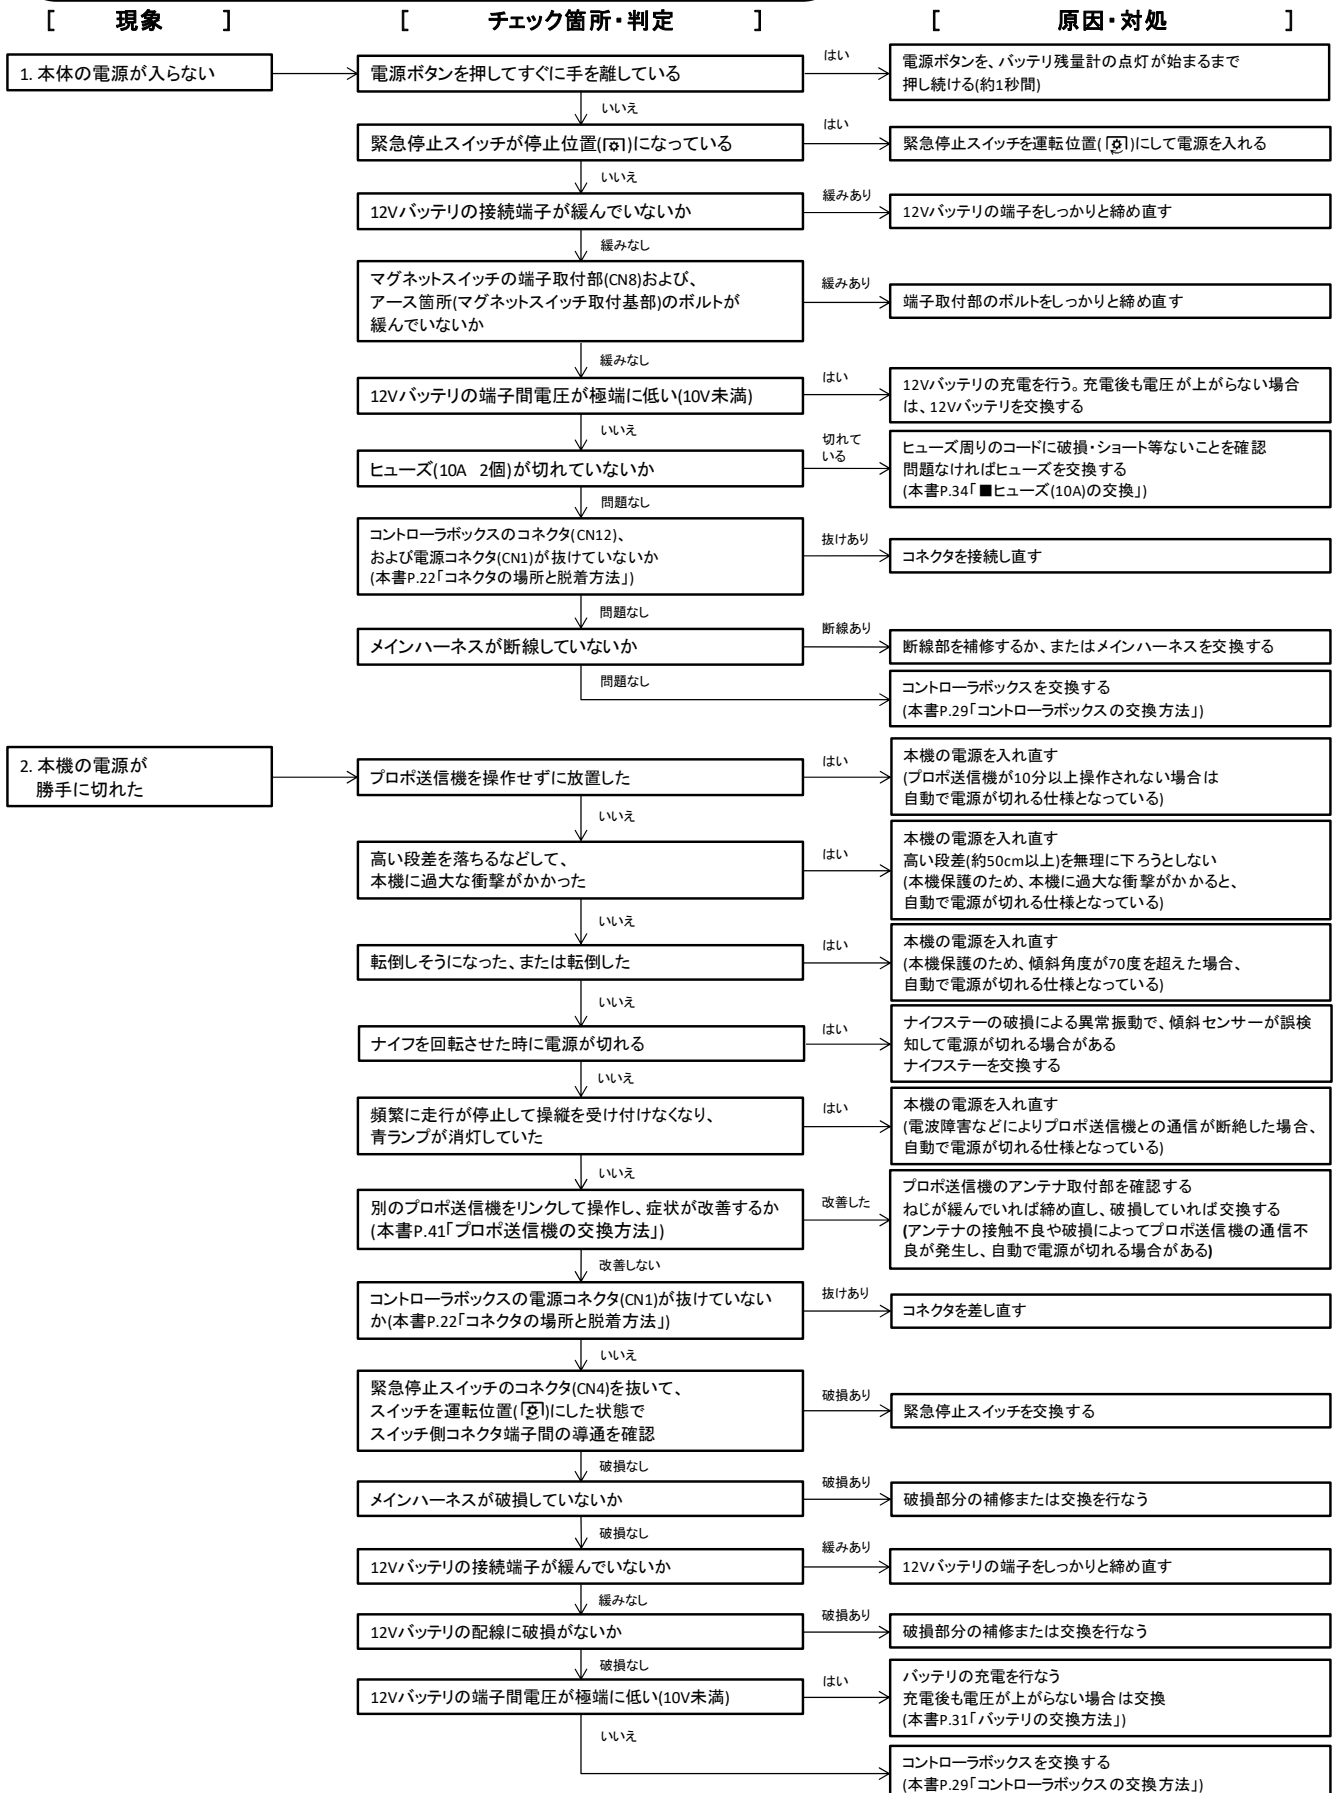 [ 現象 ] [ チェック箇所・判定 ] [ 原因・対処 ]
1. 本体の電源が入らない
電源ボタンを押してすぐに手を離している
はい
電源ボタンを、バッテリ残量計の点灯が始まるまで
押し続ける(約1秒間)
いいえ
緊急停止スイッチが停止位置()になっている
はい
緊急停止スイッチを運転位置()にして電源を入れる
いいえ
12Vバッテリの接続端子が緩んでいないか
緩みあり
12Vバッテリの端子をしっかりと締め直す
緩みなし
マグネットスイッチの端子取付部(CN8)および、
アース箇所(マグネットスイッチ取付基部)のボルトが
緩んでいないか
緩みあり
端子取付部のボルトをしっかりと締め直す
緩みなし
12Vバッテリの端子間電圧が極端に低い(10V未満)
はい
12Vバッテリの充電を行う。充電後も電圧が上がらない場合
は、12Vバッテリを交換する
いいえ
ヒューズ(10A 2個)が切れていないか
切れて
いる
ヒューズ周りのコードに破損・ショート等ないことを確認
問題なければヒューズを交換する
(本書P.34「■ヒューズ(10A)の交換」)
問題なし
コントローラボックスのコネクタ(CN12)、
および電源コネクタ(CN1)が抜けていないか
(本書P.22「コネクタの場所と脱着方法」)
抜けあり
コネクタを接続し直す
問題なし
メインハーネスが断線していないか
断線あり
断線部を補修するか、またはメインハーネスを交換する
問題なし
コントローラボックスを交換する
(本書P.29「コントローラボックスの交換方法」)
2. 本機の電源が
勝手に切れた
プロポ送信機を操作せずに放置した
はい
本機の電源を入れ直す
(プロポ送信機が10分以上操作されない場合は
自動で電源が切れる仕様となっている)
いいえ
高い段差を落ちるなどして、
本機に過大な衝撃がかかった
はい
本機の電源を入れ直す
高い段差(約50cm以上)を無理に下ろうとしない
(本機保護のため、本機に過大な衝撃がかかると、
自動で電源が切れる仕様となっている)
いいえ
転倒しそうになった、または転倒した
はい
本機の電源を入れ直す
(本機保護のため、傾斜角度が70度を超えた場合、
自動で電源が切れる仕様となっている)
いいえ
ナイフを回転させた時に電源が切れる
はい
ナイフステーの破損による異常振動で、傾斜センサーが誤検
知して電源が切れる場合がある
ナイフステーを交換する
いいえ
頻繁に走行が停止して操縦を受け付けなくなり、
青ランプが消灯していた
はい
本機の電源を入れ直す
(電波障害などによりプロポ送信機との通信が断絶した場合、
自動で電源が切れる仕様となっている)
いいえ
別のプロポ送信機をリンクして操作し、症状が改善するか
(本書P.41「プロポ送信機の交換方法」)
改善した
プロポ送信機のアンテナ取付部を確認する
ねじが緩んでいれば締め直し、破損していれば交換する
(アンテナの接触不良や破損によってプロポ送信機の通信不
良が発生し、自動で電源が切れる場合がある)
改善しない
コントローラボックスの電源コネクタ(CN1)が抜けていない
か(本書P.22「コネクタの場所と脱着方法」)
抜けあり
コネクタを差し直す
いいえ
緊急停止スイッチのコネクタ(CN4)を抜いて、
スイッチを運転位置()にした状態で
スイッチ側コネクタ端子間の導通を確認
破損あり
緊急停止スイッチを交換する
破損なし
メインハーネスが破損していないか
破損あり
破損部分の補修または交換を行なう
破損なし
12Vバッテリの接続端子が緩んでいないか
緩みあり
12Vバッテリの端子をしっかりと締め直す
緩みなし
12Vバッテリの配線に破損がないか
破損あり
破損部分の補修または交換を行なう
破損なし
12Vバッテリの端子間電圧が極端に低い(10V未満)
はい
バッテリの充電を行なう
充電後も電圧が上がらない場合は交換
(本書P.31「バッテリの交換方法」)
いいえ
コントローラボックスを交換する
(本書P.29「コントローラボックスの交換方法」)